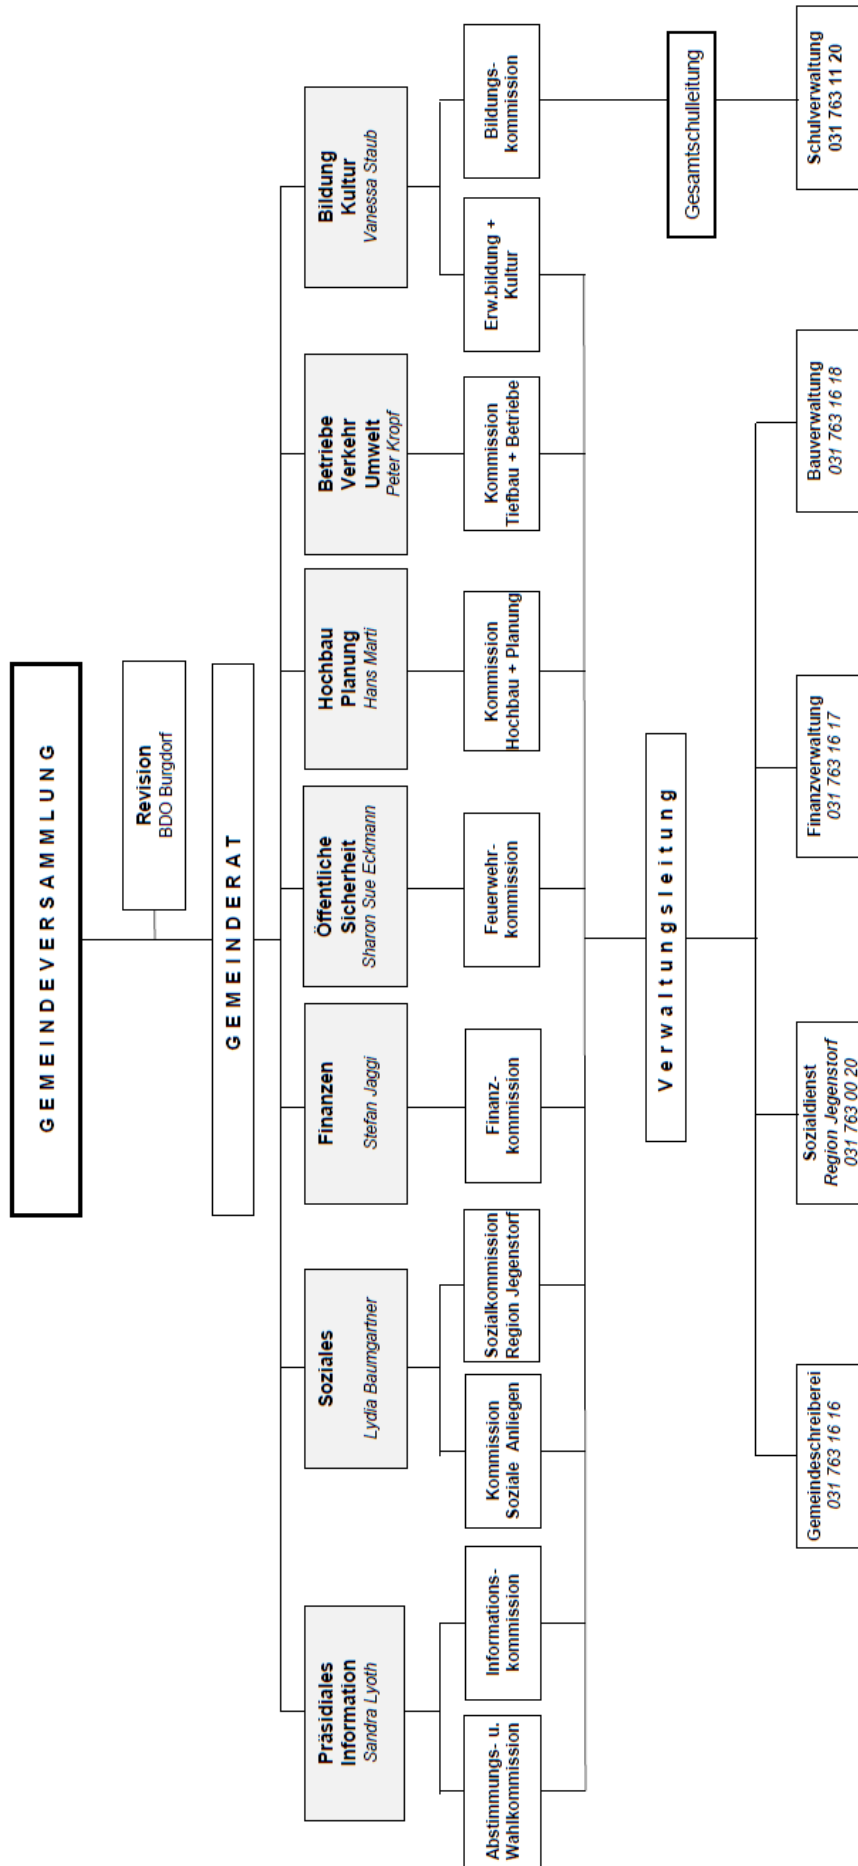 GEMEINDEVERSAMMLUNG
Revision
BDO Burgdorf
GEMEINDERAT
Präsidiales
Information
Sandra Lyoth
Soziales
Lydia Baumgartner
Finanzen
Stefan Jaggi
Öffentliche
Sicherheit
Sharon Sue Eckmann
Hochbau
Planung
Hans Marti
Betriebe
Verkehr
Umwelt
Peter Kropf
Bildung
Kultur
Vanessa Staub
Abstimmungs- u.
Wahlkommission
Informations-
kommission
Kommission
Soziale Anliegen
Sozialkommission
Region Jegenstorf
Finanz-
kommission
Feuerwehr-
kommission
Kommission
Hochbau + Planung
Kommission
Tiefbau + Betriebe
Erw.bildung +
Kultur
Bildungs-
kommission
Verwaltungsleitung
Gesamtschulleitung
Gemeindeschreiberei
031 763 16 16
Sozialdienst
Region Jegenstorf
031 763 00 20
Finanzverwaltung
031 763 16 17
Bauverwaltung
031 763 16 18
Schulverwaltung
031 763 11 20